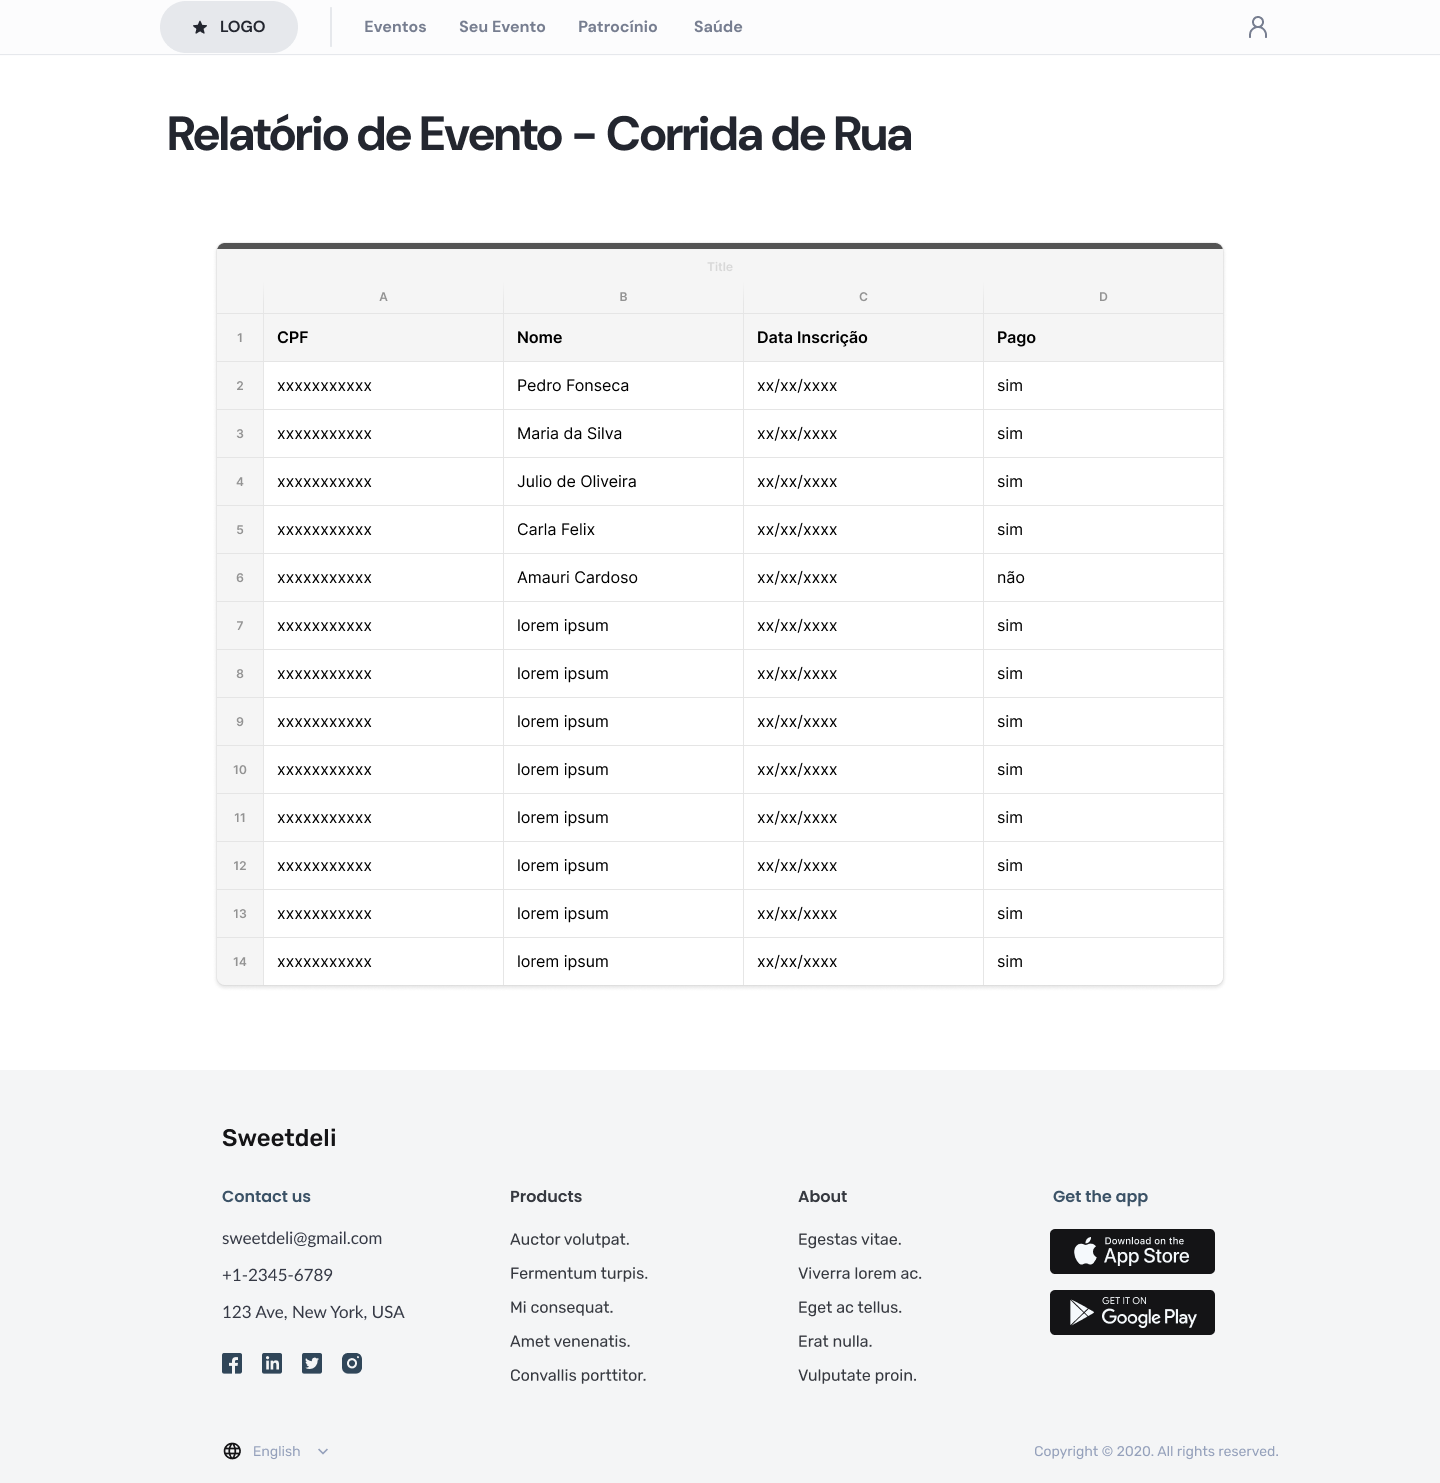 LOGO Eventos Seu Evento Patrocínio Saúde
Relatório de Evento - Corrida de Rua
Title
A B C D
1 CPF Nome Data Inscrição Pago
2 xxxxxxxxxxx Pedro Fonseca xx/xx/xxxx sim
3 xxxxxxxxxxx Maria da Silva xx/xx/xxxx sim
4 xxxxxxxxxxx Julio de Oliveira xx/xx/xxxx sim
5 xxxxxxxxxxx Carla Felix xx/xx/xxxx sim
6 xxxxxxxxxxx Amauri Cardoso xx/xx/xxxx não
7 xxxxxxxxxxx lorem ipsum xx/xx/xxxx sim
8 xxxxxxxxxxx lorem ipsum xx/xx/xxxx sim
9 xxxxxxxxxxx lorem ipsum xx/xx/xxxx sim
10 xxxxxxxxxxx lorem ipsum xx/xx/xxxx sim
11 xxxxxxxxxxx lorem ipsum xx/xx/xxxx sim
12 xxxxxxxxxxx lorem ipsum xx/xx/xxxx sim
13 xxxxxxxxxxx lorem ipsum xx/xx/xxxx sim
14 xxxxxxxxxxx lorem ipsum xx/xx/xxxx sim
Sweetdeli
Contact us
sweetdeli@gmail.com
+1-2345-6789
123 Ave, New York, USA
Products
Auctor volutpat.
Fermentum turpis.
Mi consequat.
Amet venenatis.
Convallis porttitor.
About
Egestas vitae.
Viverra lorem ac.
Eget ac tellus.
Erat nulla.
Vulputate proin.
Get the app
Download on the
App Store
GET IT ON
Google Play
English
Copyright © 2020. All rights reserved.